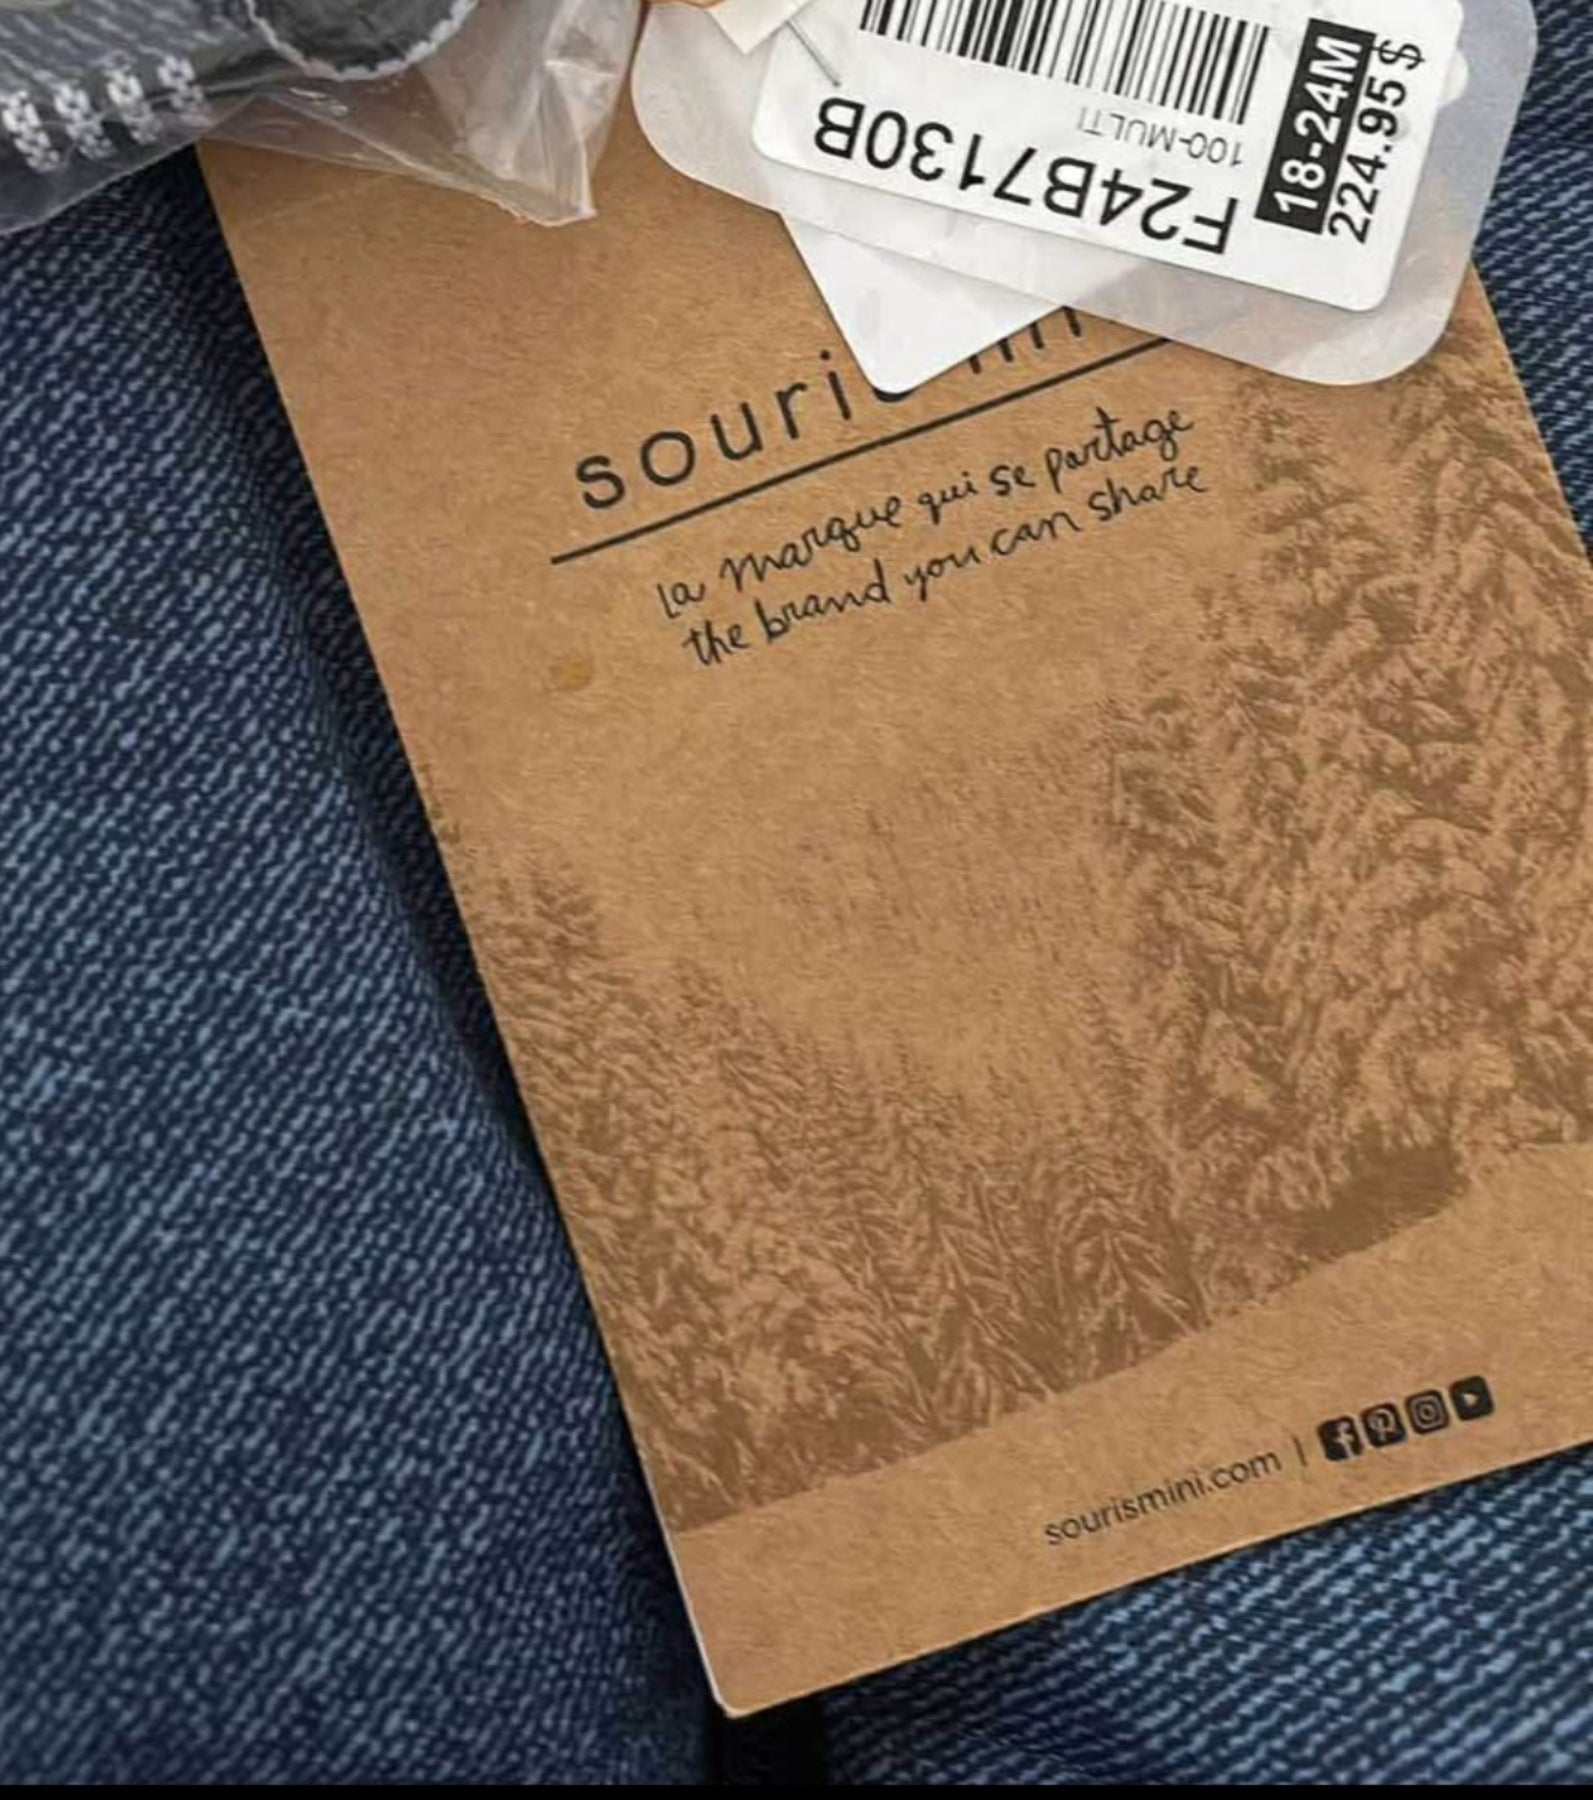 F24B7130B
100-MULTI
18-24M
224.95$
la marque qui se partage
the brand you can share
sourismini.com |